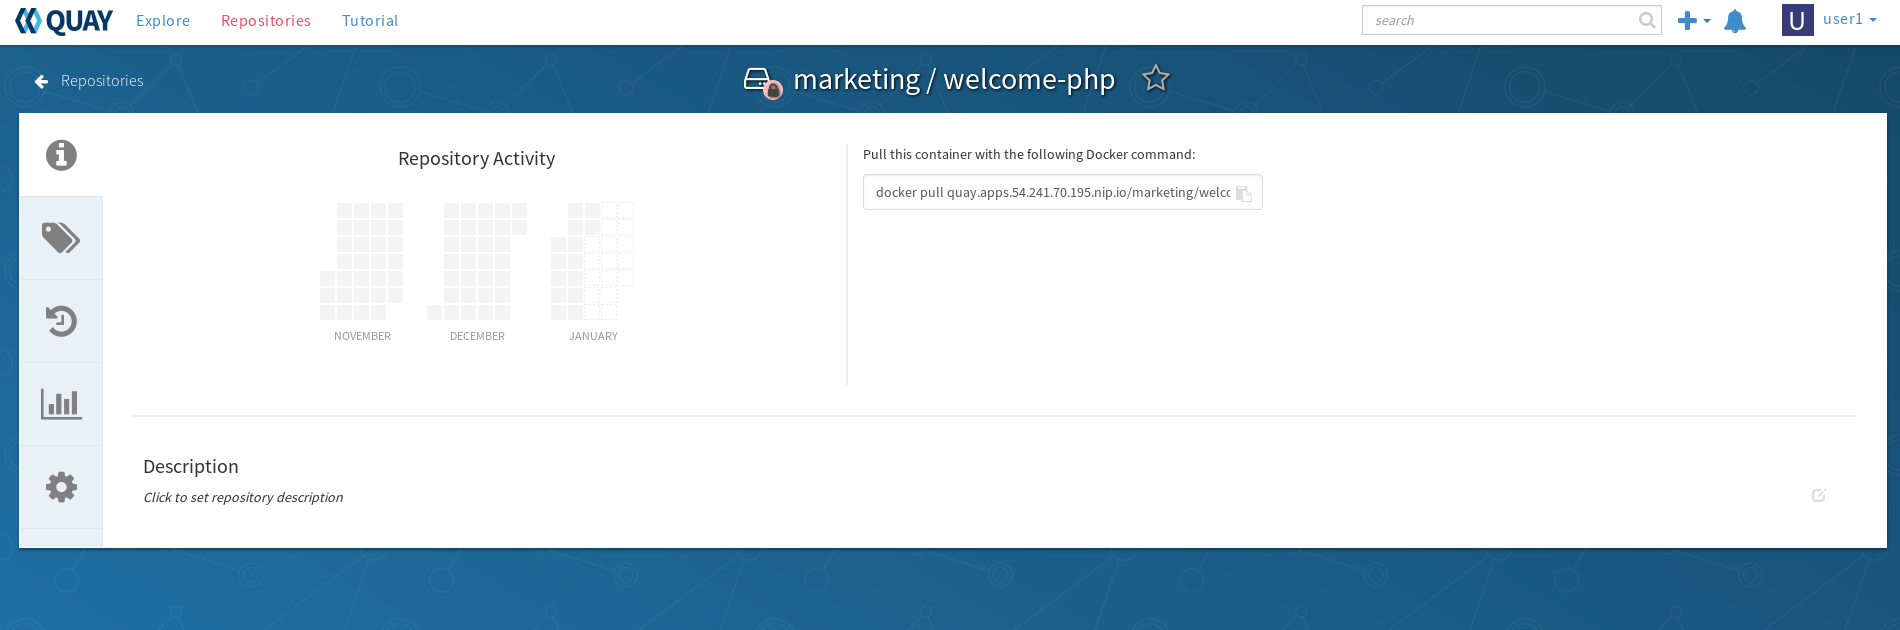 QUAY Explore Repositories Tutorial search user1
U
Repositories marketing / welcome-php
Repository Activity
NOVEMBER DECEMBER JANUARY
Pull this container with the following Docker command:
docker pull quay.apps.54.241.70.195.nip.io/marketing/welcc
Description
Click to set repository description